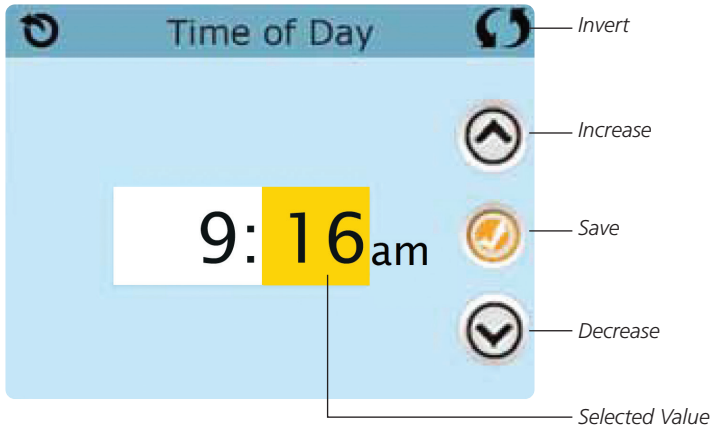 Time of Day
Invert
Increase
9:16am
Save
Decrease
Selected Value